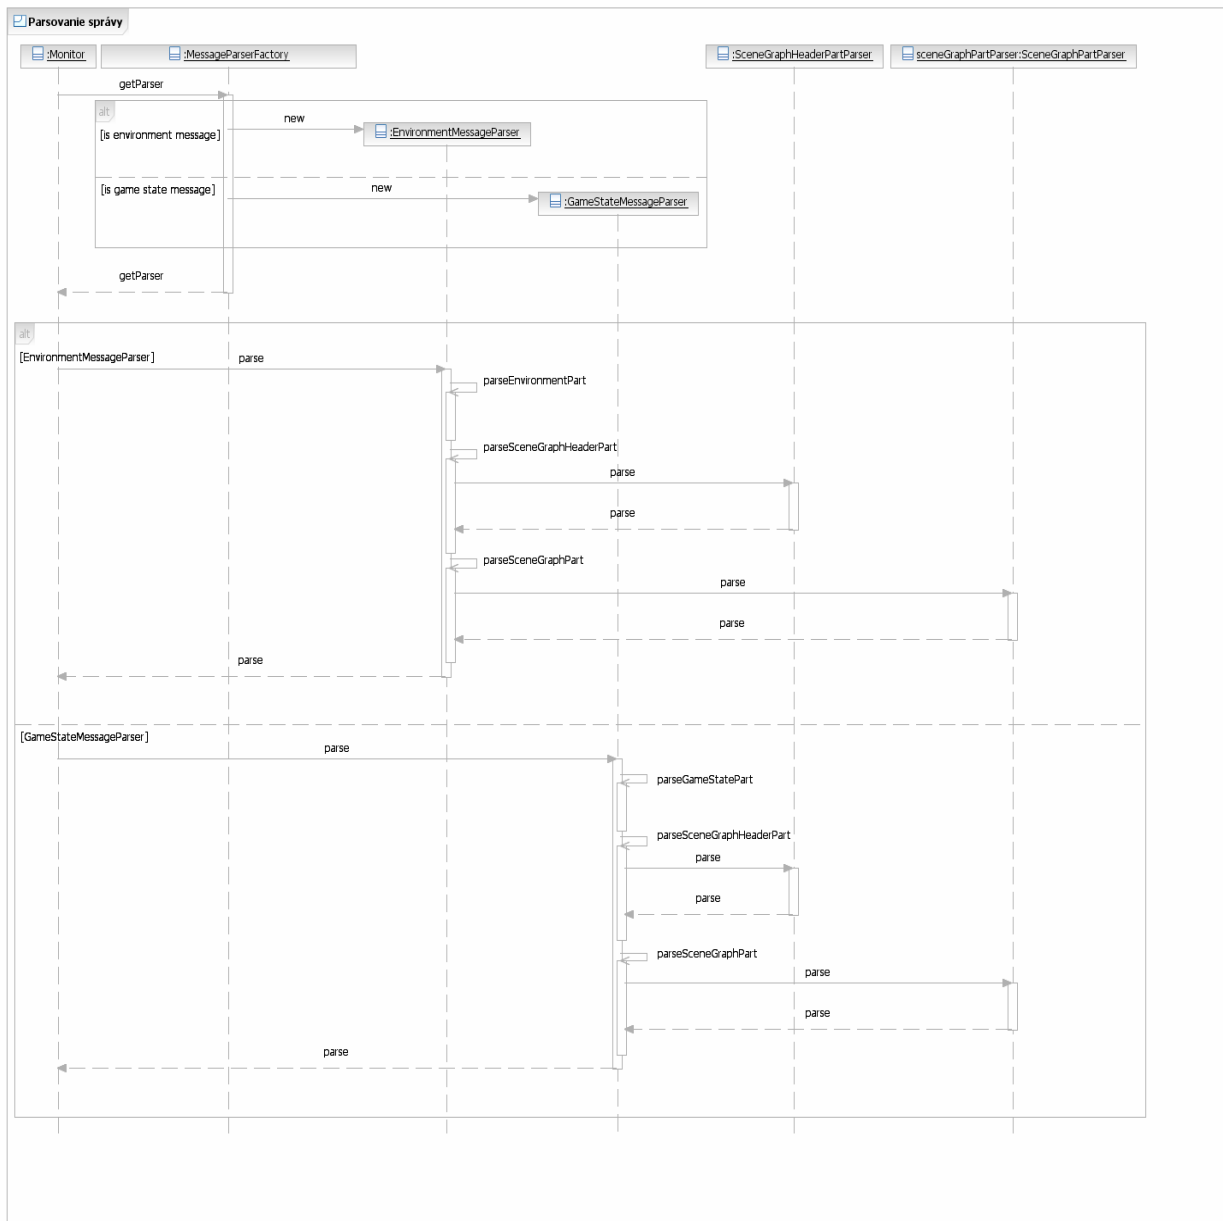 Parsovanie správy
:Monitor
:MessageParserFactory
:SceneGraphHeaderPartParser
sceneGraphPartParser:SceneGraphPartParser
getParser
alt
new
[is environment message]
:EnvironmentMessageParser
[is game state message]
new
:GameStateMessageParser
getParser
alt
[EnvironmentMessageParser]
parse
parseEnvironmentPart
parseSceneGraphHeaderPart
parse
parse
parseSceneGraphPart
parse
parse
parse
[GameStateMessageParser]
parse
parseGameStatePart
parseSceneGraphHeaderPart
parse
parse
parseSceneGraphPart
parse
parse
parse